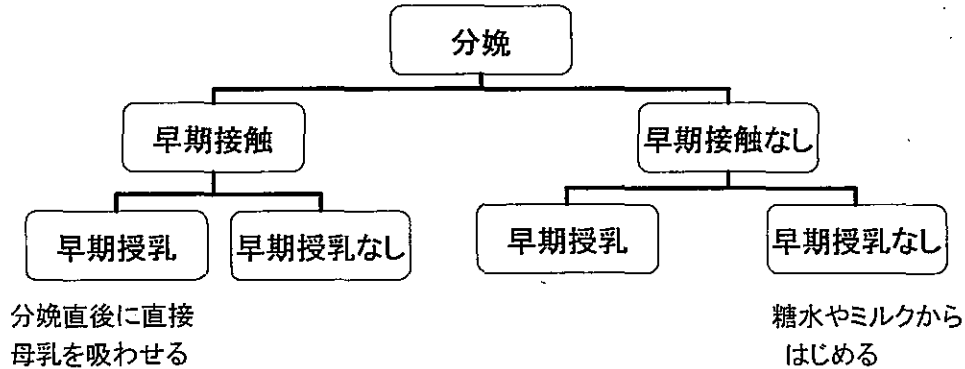 分娩
早期接触
早期接触なし
早期授乳
早期授乳なし
早期授乳
早期授乳なし
分娩直後に直接
母乳を吸わせる
糖水やミルクから
はじめる